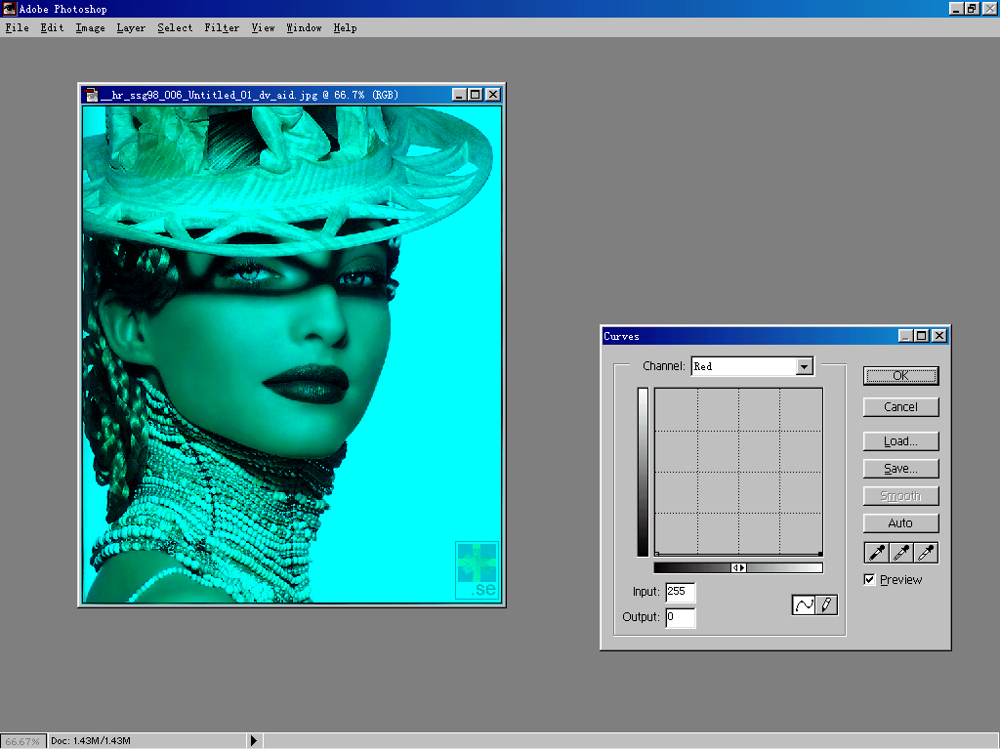 Adobe Photoshop
File Edit Image Layer Select Filter View Window Help
__hr_ssg98_006_Untitled_01_dv_aid.jpg @ 66.7% (RGB)
.se
Curves
Channel: Red
OK
Cancel
Load...
Save...
Smooth
Auto
Input: 255
Output: 0
Preview
66.67% Doc: 1.43M/1.43M